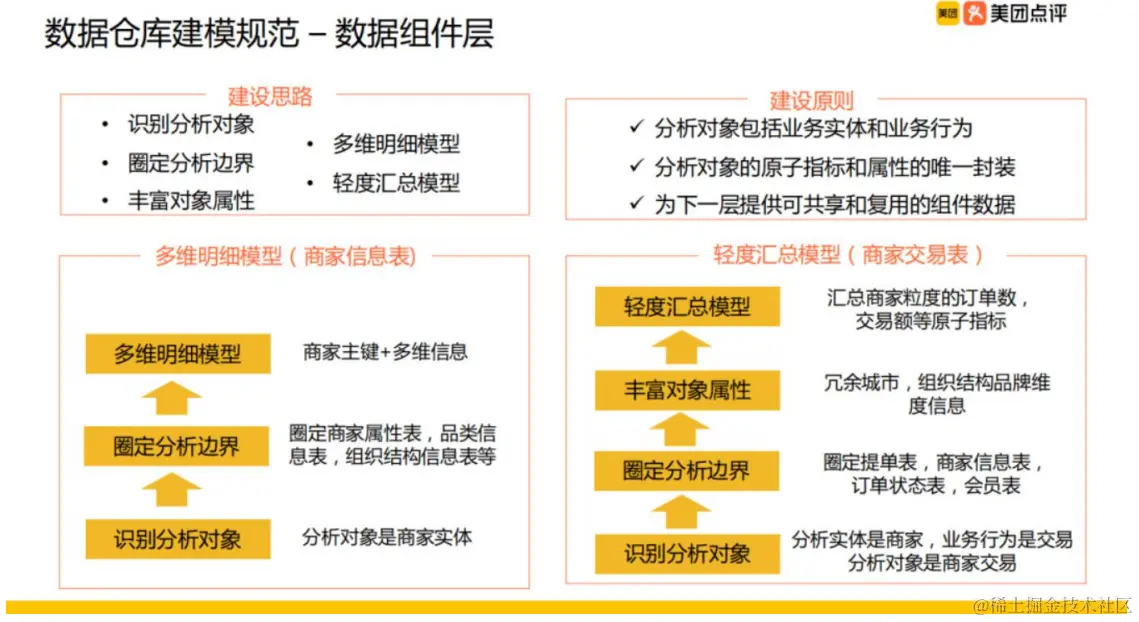 数据仓库建模规范 – 数据组件层
美团
美团点评
建设思路
• 识别分析对象
• 圈定分析边界
• 丰富对象属性
• 多维明细模型
• 轻度汇总模型
建设原则
✓ 分析对象包括业务实体和业务行为
✓ 分析对象的原子指标和属性的唯一封装
✓ 为下一层提供可共享和复用的组件数据
多维明细模型（商家信息表)
多维明细模型
商家主键+多维信息
圈定分析边界
圈定商家属性表，品类信
息表，组织结构信息表等
识别分析对象
分析对象是商家实体
轻度汇总模型（商家交易表）
轻度汇总模型
汇总商家粒度的订单数，
交易额等原子指标
丰富对象属性
冗余城市，组织结构品牌维
度信息
圈定分析边界
圈定提单表，商家信息表，
订单状态表，会员表
识别分析对象
分析实体是商家，业务行为是交易
分析对象是商家交易
@稀土掘金技术社区